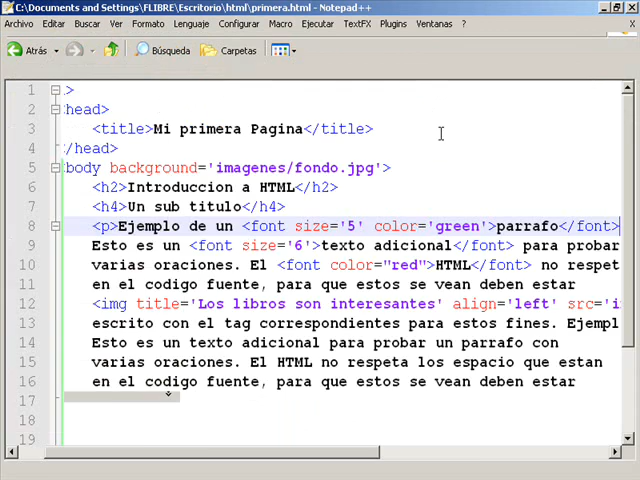 C:\Documents and Settings\FLIBRE\Escritorio\html\primera.html - Notepad++
Archivo Editar Buscar Ver Formato Lenguaje Configurar Macro Ejecutar TextFX Plugins Ventanas ?
Atrás Búsqueda Carpetas
1 >
2 head>
3 <title>Mi primera Pagina</title>
4 /head>
5 body background='imagenes/fondo.jpg'>
6 <h2>Introduccion a HTML</h2>
7 <h4>Un sub titulo</h4>
8 <p>Ejemplo de un <font size='5' color='green'>parrafo</font>
9 Esto es un <font size='6'>texto adicional</font> para probar
10 varias oraciones. El <font color="red">HTML</font> no respet
11 en el codigo fuente, para que estos se vean deben estar
12 <img title='Los libros son interesantes' align='left' src='i
13 escrito con el tag correspondientes para estos fines. Ejempl
14 Esto es un texto adicional para probar un parrafo con
15 varias oraciones. El HTML no respeta los espacio que estan
16 en el codigo fuente, para que estos se vean deben estar
17
18
19